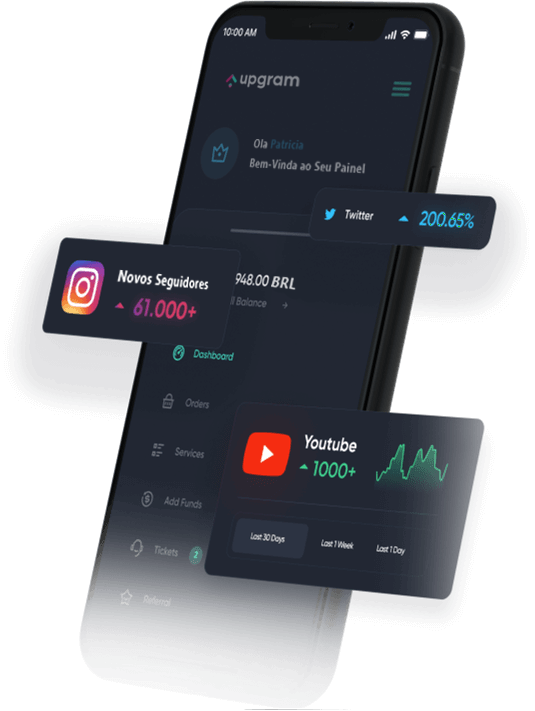 10:00 AM
upgram
Ola Patricia
Bem-Vinda ao Seu Painel
Twitter
200.65%
Novos Seguidores
61.000+
948.00 BRL
Balance
Dashboard
Orders
Youtube
1000+
Services
Last 30 Days
Last 1 Week
Last 1 Day
Add Funds
Tickets 2
Referral